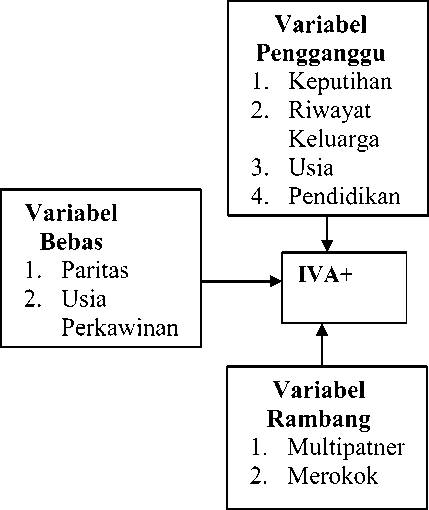 Variabel
Pengganggu
1. Keputihan
2. Riwayat
Keluarga
3. Usia
4. Pendidikan
Variabel
Bebas
1. Paritas
2. Usia
Perkawinan
IVA+
Variabel
Rambang
1. Multipatner
2. Merokok